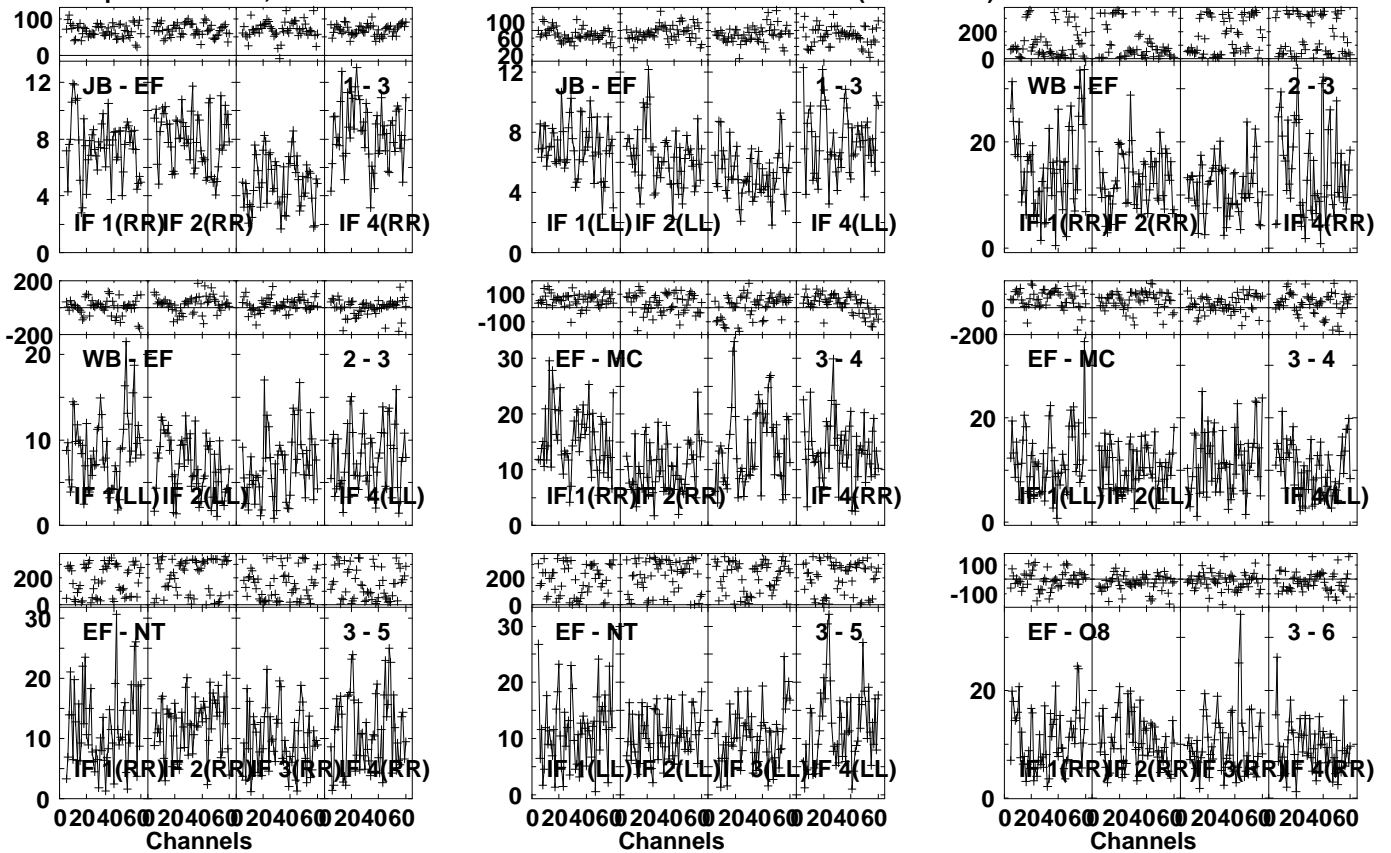 100
0
12
8
4
0
JB - EF 1 - 3
IF 1(RR) IF 2(RR) IF 4(RR)
100
60
20
12
8
4
0
JB - EF 1 - 3
IF 1(LL) IF 2(LL) IF 4(LL)
200
0
20
0
WB - EF 2 - 3
IF 1(RR) IF 2(RR) IF 4(RR)
200
-200
20
10
0
WB - EF 2 - 3
IF 1(LL) IF 2(LL) IF 4(LL)
100
-100
30
20
10
0
EF - MC 3 - 4
IF 1(RR) IF 2(RR) IF 4(RR)
0
-200
20
0
EF - MC 3 - 4
IF 1(LL) IF 2(LL) IF 4(LL)
200
30
20
10
0
EF - NT 3 - 5
IF 1(RR) IF 2(RR) IF 3(RR) IF 4(RR)
0 20 40 60 0 20 40 60 0 20 40 60 0 20 40 60
Channels
200
0
30
20
10
0
EF - NT 3 - 5
IF 1(LL) IF 2(LL) IF 3(LL) IF 4(LL)
0 20 40 60 0 20 40 60 0 20 40 60 0 20 40 60
Channels
100
-100
20
0
EF - O8 3 - 6
IF 1(RR) IF 2(RR) IF 3(RR) IF 4(RR)
0 20 40 60 0 20 40 60 0 20 40 60 0 20 40 60
Channels